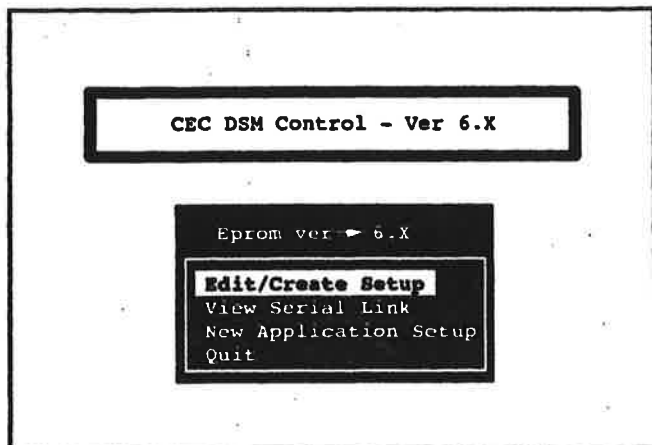 CEC DSM Control - Ver 6.X
Eprom ver ► 6.X
Edit/Create Setup
View Serial Link
New Application Setup
Quit